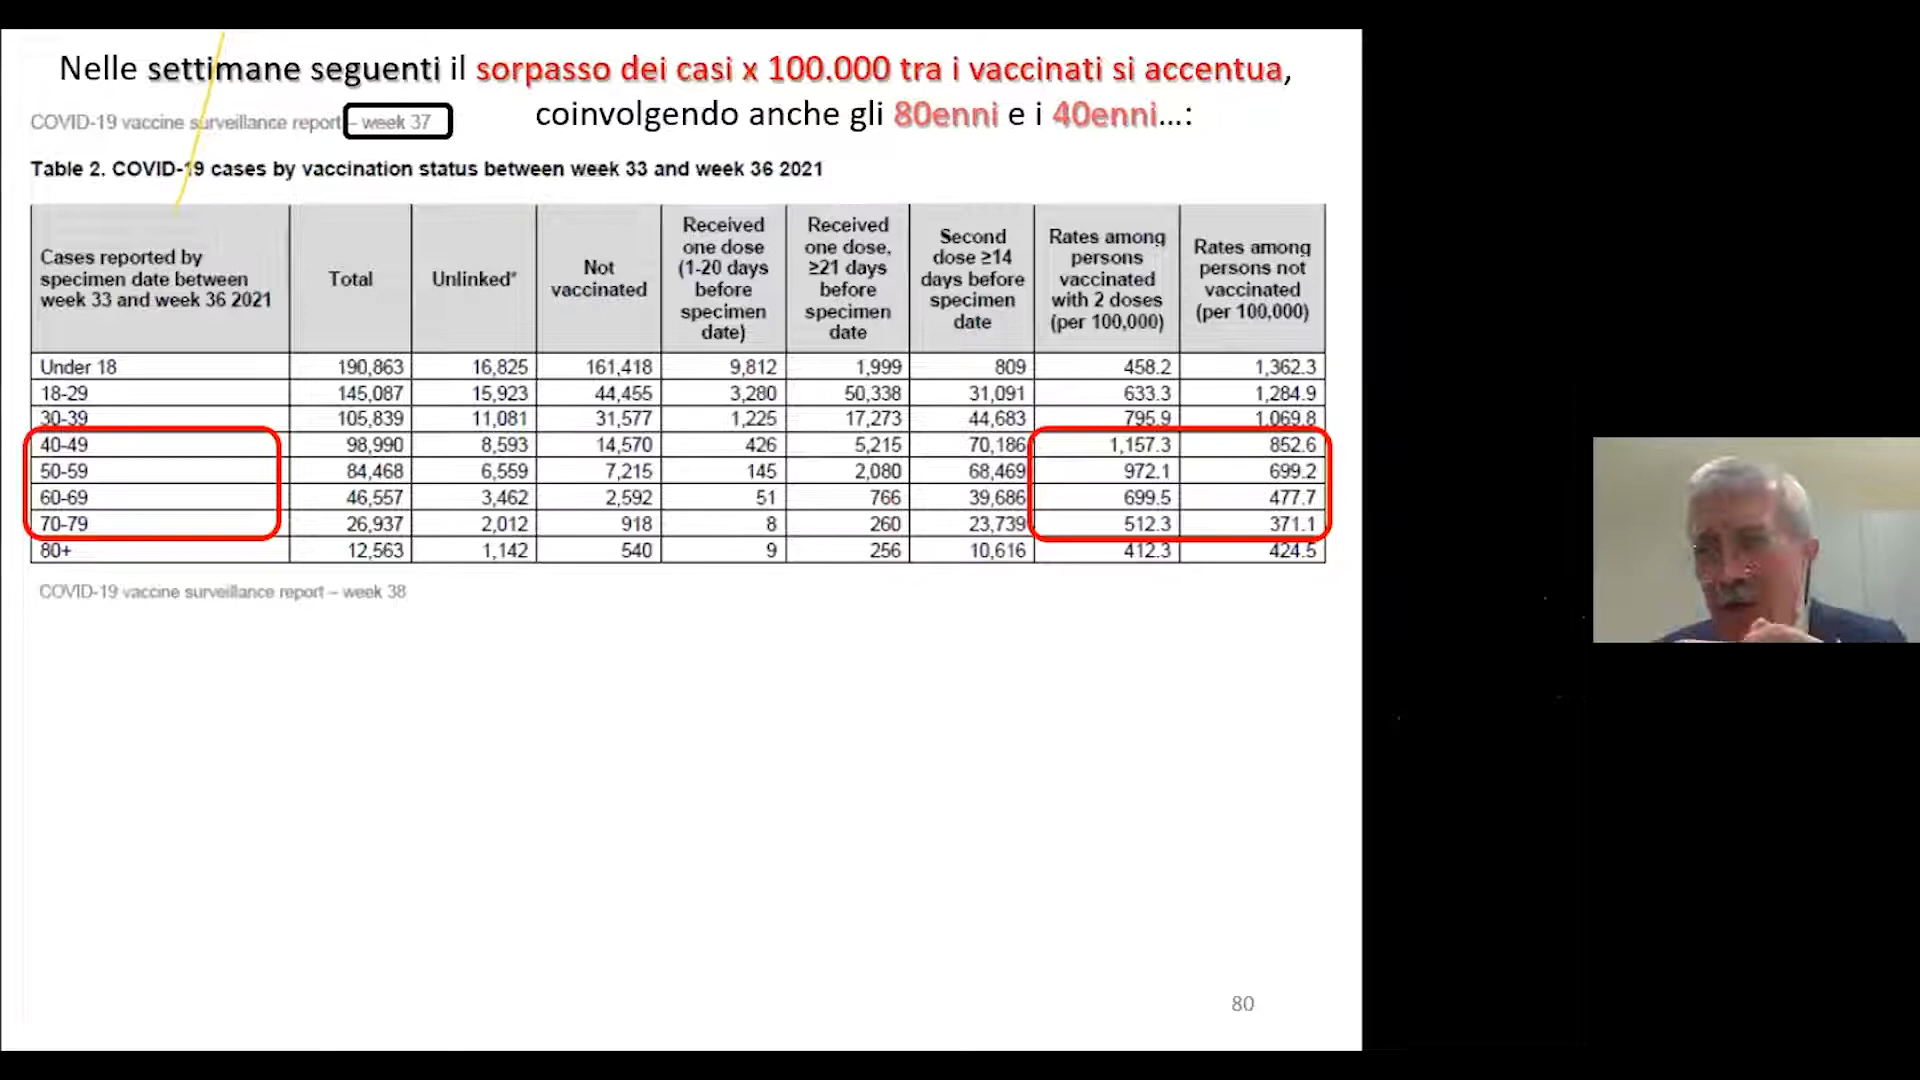 Nelle settimane seguenti il sorpasso dei casi x 100.000 tra i vaccinati si accentua,
coinvolgendo anche gli 80enni e i 40enni...:
COVID-19 vaccine surveillance report – week 37
Table 2. COVID-19 cases by vaccination status between week 33 and week 36 2021
Cases reported by specimen date between week 33 and week 36 2021 | Total | Unlinked* | Not vaccinated | Received one dose (1-20 days before specimen date) | Received one dose, ≥21 days before specimen date | Second dose ≥14 days before specimen date | Rates among persons vaccinated with 2 doses (per 100,000) | Rates among persons not vaccinated (per 100,000)
Under 18 | 190,863 | 16,825 | 161,418 | 9,812 | 1,999 | 809 | 458.2 | 1,362.3
18-29 | 145,087 | 15,923 | 44,455 | 3,280 | 50,338 | 31,091 | 633.3 | 1,284.9
30-39 | 105,839 | 11,081 | 31,577 | 1,225 | 17,273 | 44,683 | 795.9 | 1,069.8
40-49 | 98,990 | 8,593 | 14,570 | 426 | 5,215 | 70,186 | 1,157.3 | 852.6
50-59 | 84,468 | 6,559 | 7,215 | 145 | 2,080 | 68,469 | 972.1 | 699.2
60-69 | 46,557 | 3,462 | 2,592 | 51 | 766 | 39,686 | 699.5 | 477.7
70-79 | 26,937 | 2,012 | 918 | 8 | 260 | 23,739 | 512.3 | 371.1
80+ | 12,563 | 1,142 | 540 | 9 | 256 | 10,616 | 412.3 | 424.5
COVID-19 vaccine surveillance report – week 38
80